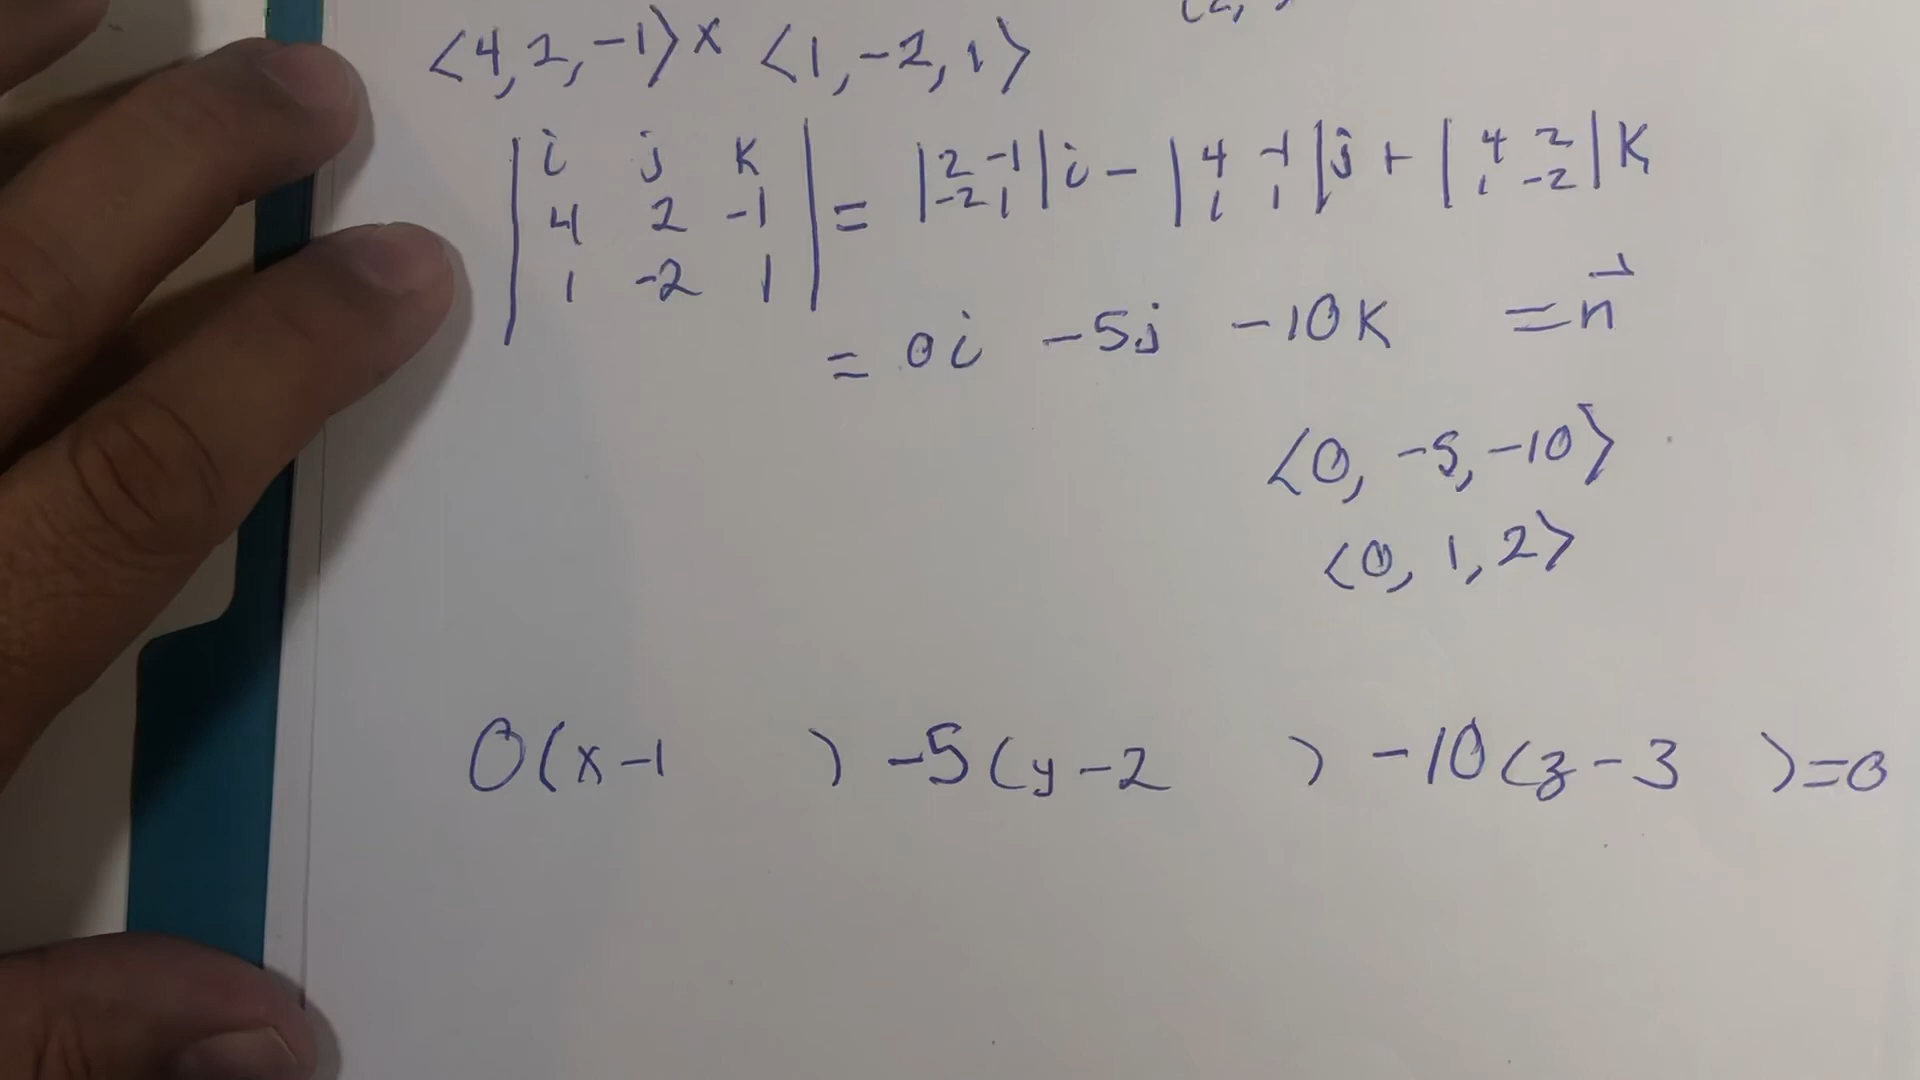 ⟨4, 2, -1⟩ × ⟨1, -2, 1⟩
| i j k |
| 4 2 -1 | = | 2 -1 | i - | 4 -1 | j + | 4 2 | k
| 1 -2 1 | | -2 1 | | 1 1 | | 1 -2 |
= 0i -5j -10k = n⃗
⟨0, -5, -10⟩
⟨0, 1, 2⟩
0(x-1 ) -5(y-2 ) -10(z-3 )=0